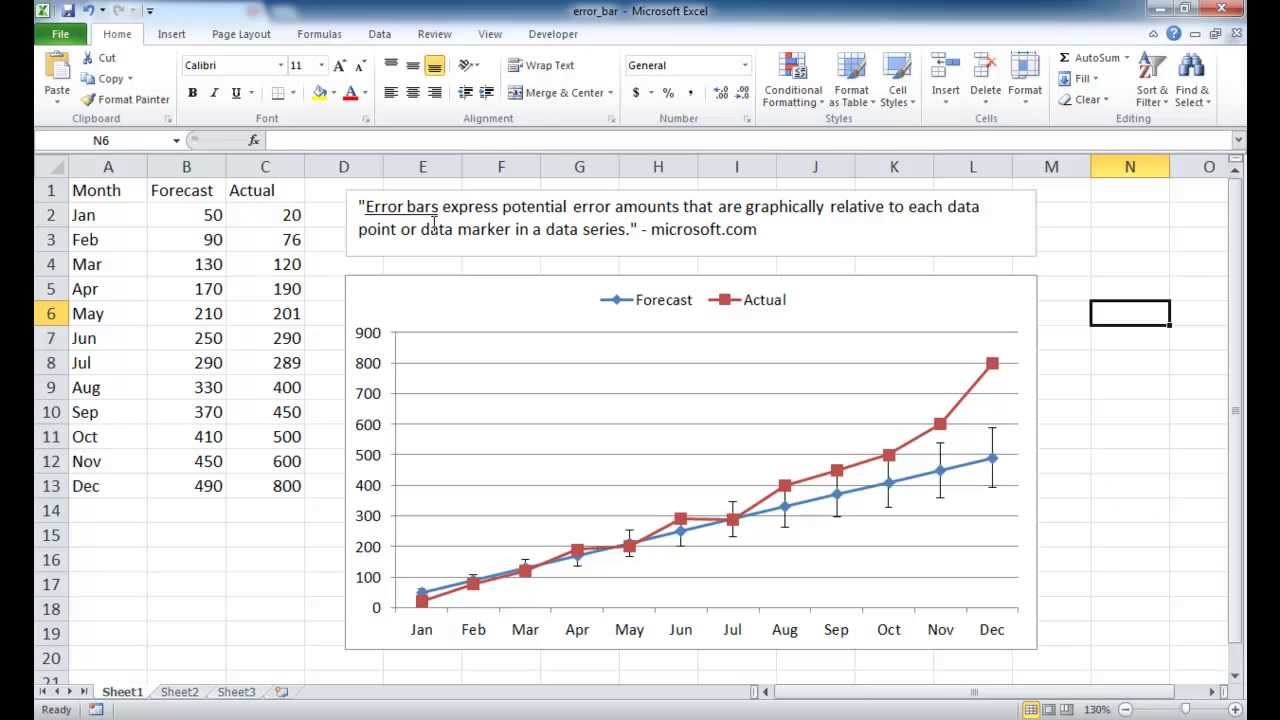 error_bar - Microsoft Excel
File Home Insert Page Layout Formulas Data Review View Developer
Paste
Cut
Copy
Format Painter
Clipboard
Calibri 11
B I U
A A A
Font
Wrap Text
Merge & Center
Alignment
General
$ % ,
Number
Conditional Formatting
Format as Table
Cell Styles
Styles
Insert Delete Format
Cells
AutoSum
Fill
Clear
Sort & Filter
Find & Select
Editing
N6 fx
A B C D E F G H I J K L M N O
1 Month Forecast Actual
2 Jan 50 20
3 Feb 90 76
4 Mar 130 120
5 Apr 170 190
6 May 210 201
7 Jun 250 290
8 Jul 290 289
9 Aug 330 400
10 Sep 370 450
11 Oct 410 500
12 Nov 450 600
13 Dec 490 800
14
15
16
17
18
19
20
21
"Error bars express potential error amounts that are graphically relative to each data
point or data marker in a data series." - microsoft.com
Forecast Actual
900
800
700
600
500
400
300
200
100
0
Jan Feb Mar Apr May Jun Jul Aug Sep Oct Nov Dec
Sheet1 Sheet2 Sheet3
Ready 130%